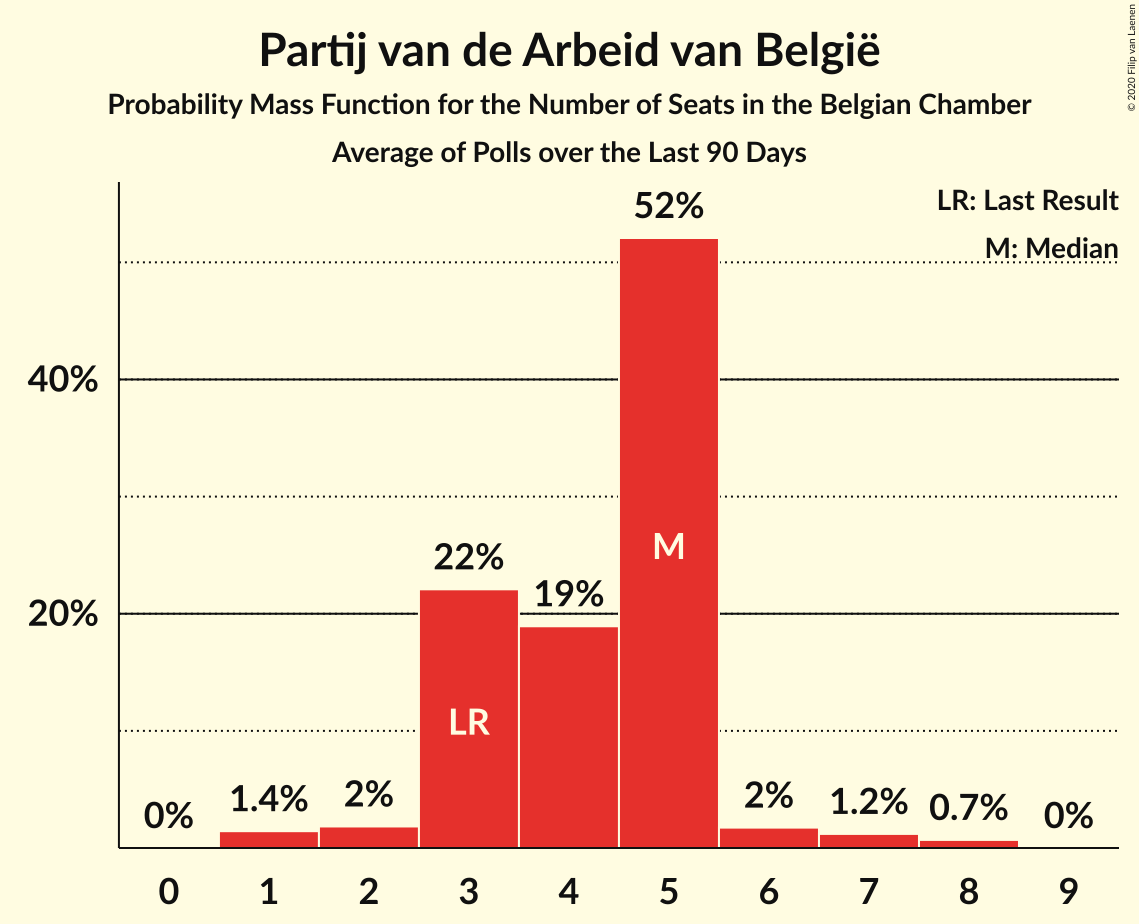 Partij van de Arbeid van België
Probability Mass Function for the Number of Seats in the Belgian Chamber
Average of Polls over the Last 90 Days
© 2020 Filip van Laenen
LR: Last Result
M: Median
52%
40%
M
22%
19%
20%
LR
0%
1.4%
2%
2%
1.2%
0.7%
0%
0 1 2 3 4 5 6 7 8 9